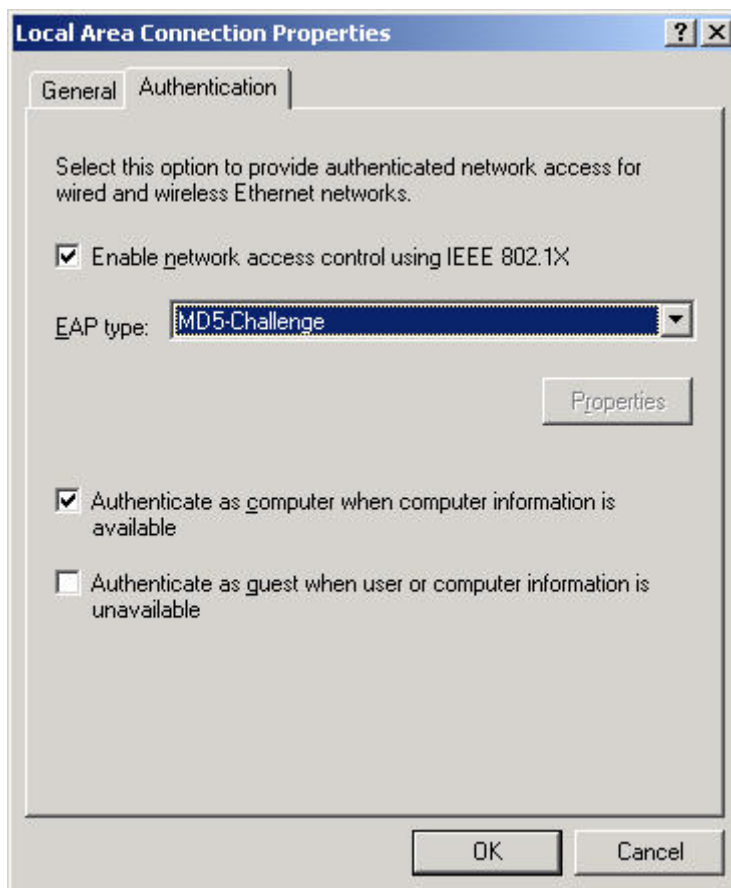 Local Area Connection Properties
? X
General Authentication
Select this option to provide authenticated network access for
wired and wireless Ethernet networks.
Enable network access control using IEEE 802.1X
EAP type: MD5-Challenge
Properties
Authenticate as computer when computer information is
available
Authenticate as guest when user or computer information is
unavailable
OK Cancel